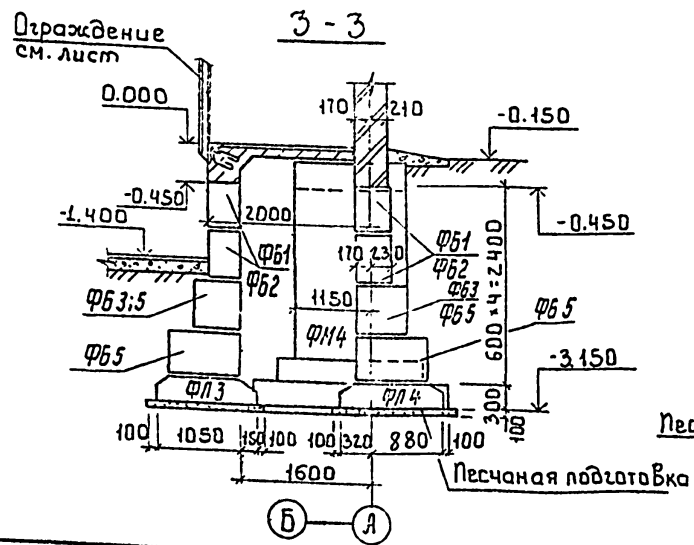 3 - 3
Ограждение
см. лист
0.000
170
210
-0.150
-0.450
-1.400
2000
-0.450
ФБ1
ФБ2
170
230
ФБ1
ФБ2
ФБ3
ФБ5
ФБ3;5
1150
ФМ4
ФБ5
ФБ5
600×4=2400
-3.150
ФЛ3
ФЛ4
300
100
100
1050
150
100
100
320
880
100
Пес
1600
Песчаная подготовка
Б
А